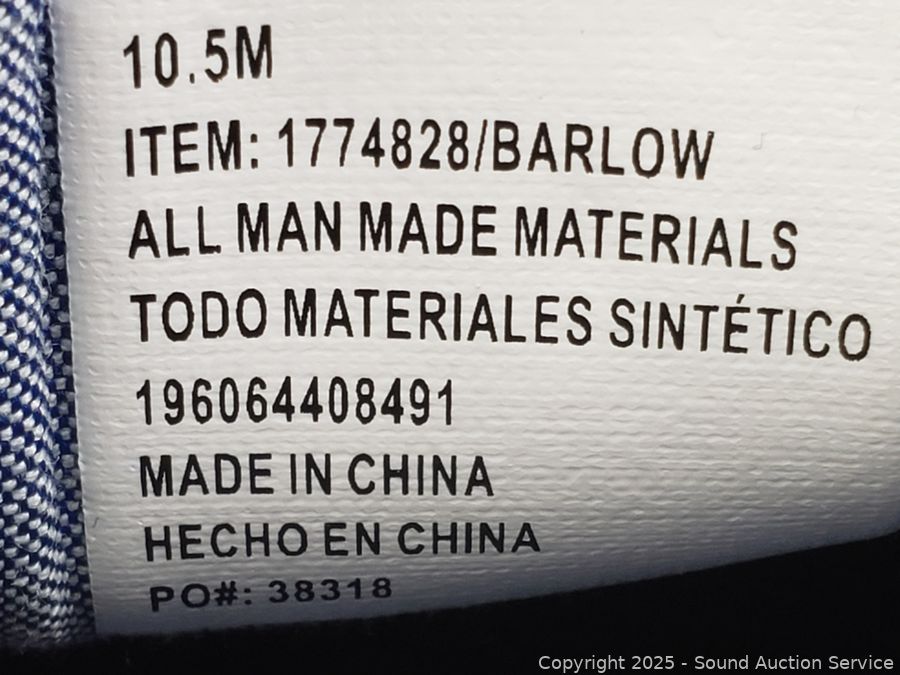 10.5M
ITEM: 1774828/BARLOW
ALL MAN MADE MATERIALS
TODO MATERIALES SINTÉTICO
196064408491
MADE IN CHINA
HECHO EN CHINA
PO#: 38318
Copyright 2025 - Sound Auction Service